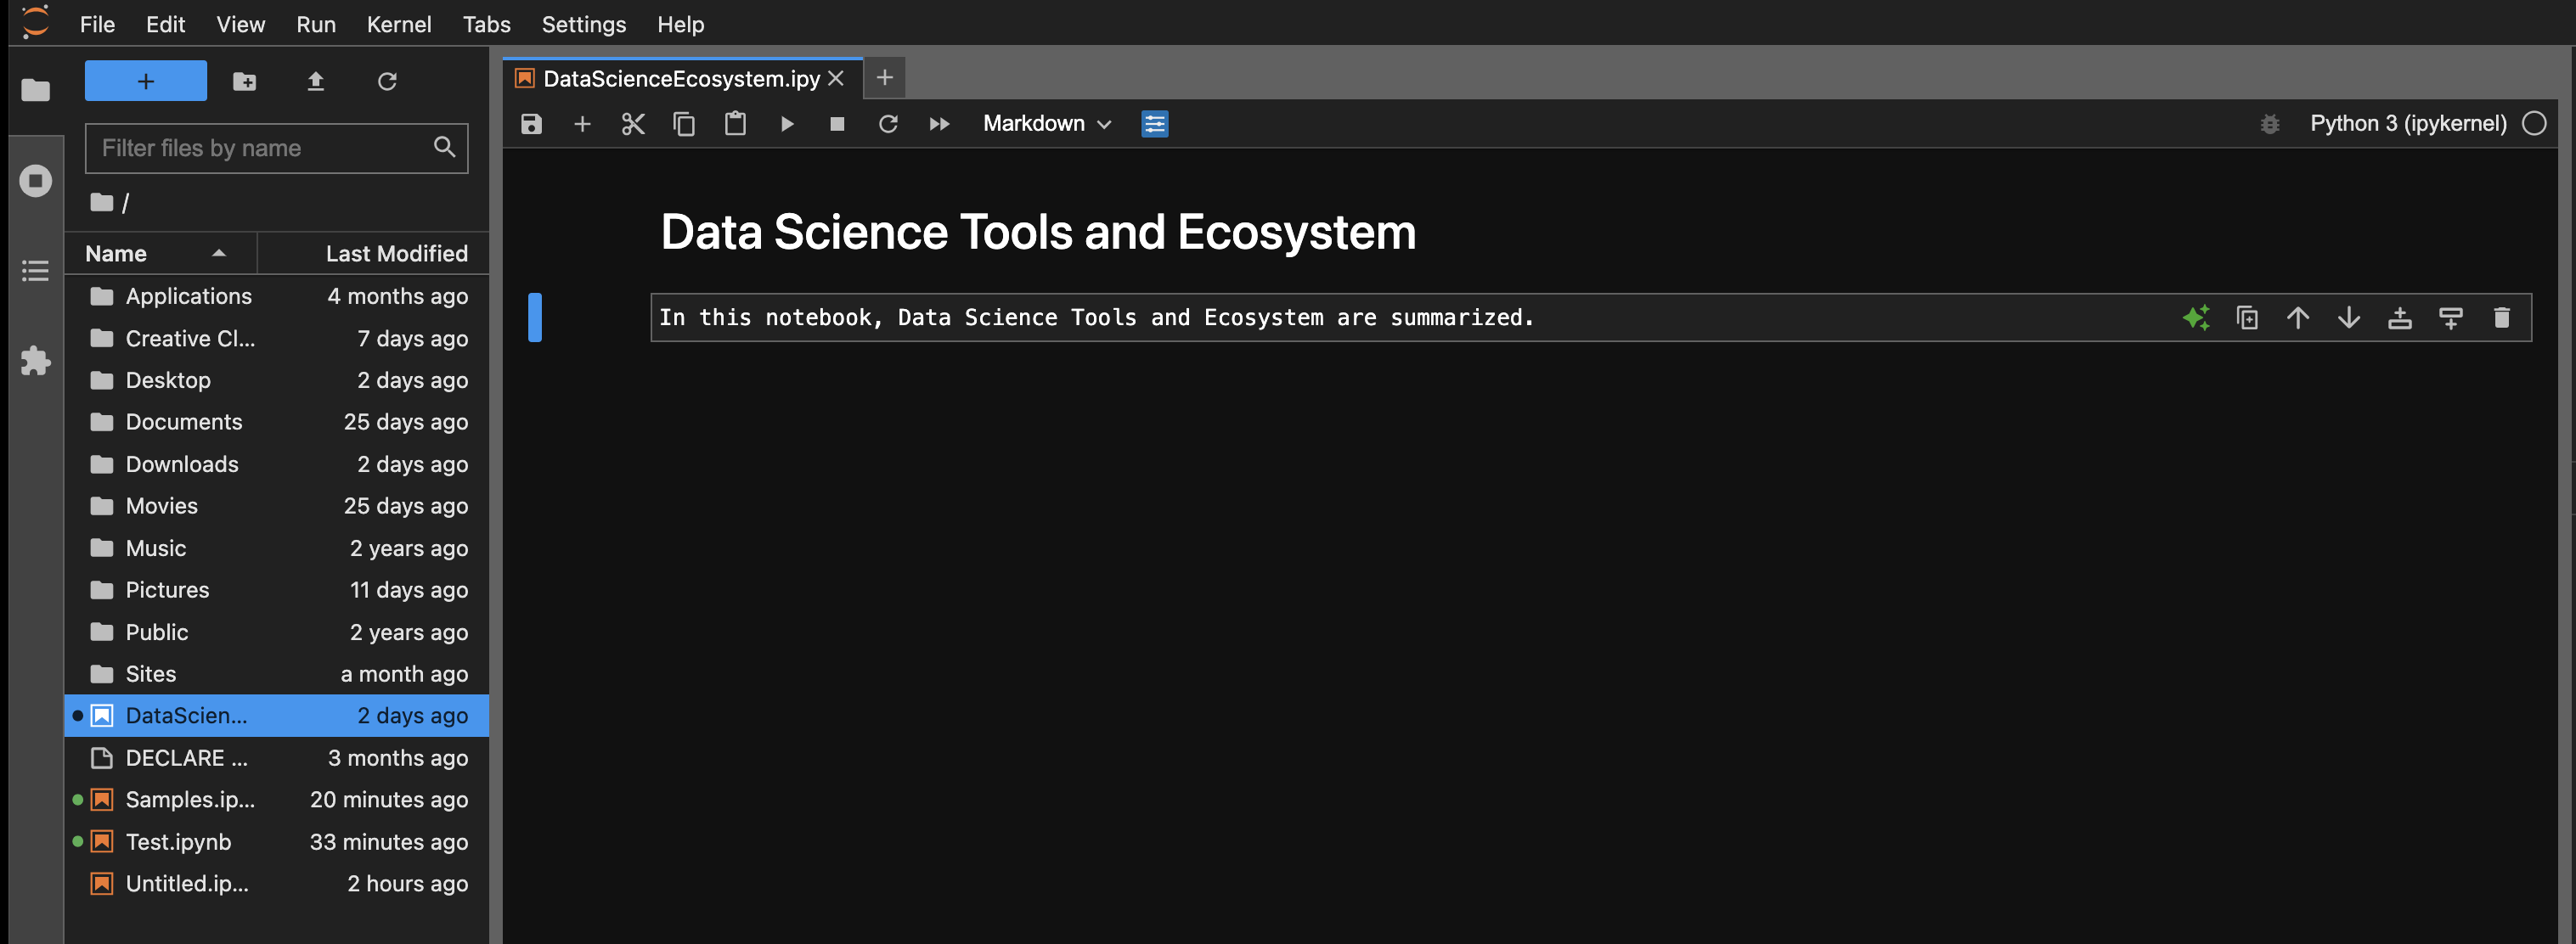 File Edit View Run Kernel Tabs Settings Help
DataScienceEcosystem.ipy
Filter files by name
Markdown
Python 3 (ipykernel)
/
Name Last Modified
Applications 4 months ago
Creative Cl... 7 days ago
Desktop 2 days ago
Documents 25 days ago
Downloads 2 days ago
Movies 25 days ago
Music 2 years ago
Pictures 11 days ago
Public 2 years ago
Sites a month ago
DataScien... 2 days ago
DECLARE ... 3 months ago
Samples.ip... 20 minutes ago
Test.ipynb 33 minutes ago
Untitled.ip... 2 hours ago
Data Science Tools and Ecosystem
In this notebook, Data Science Tools and Ecosystem are summarized.